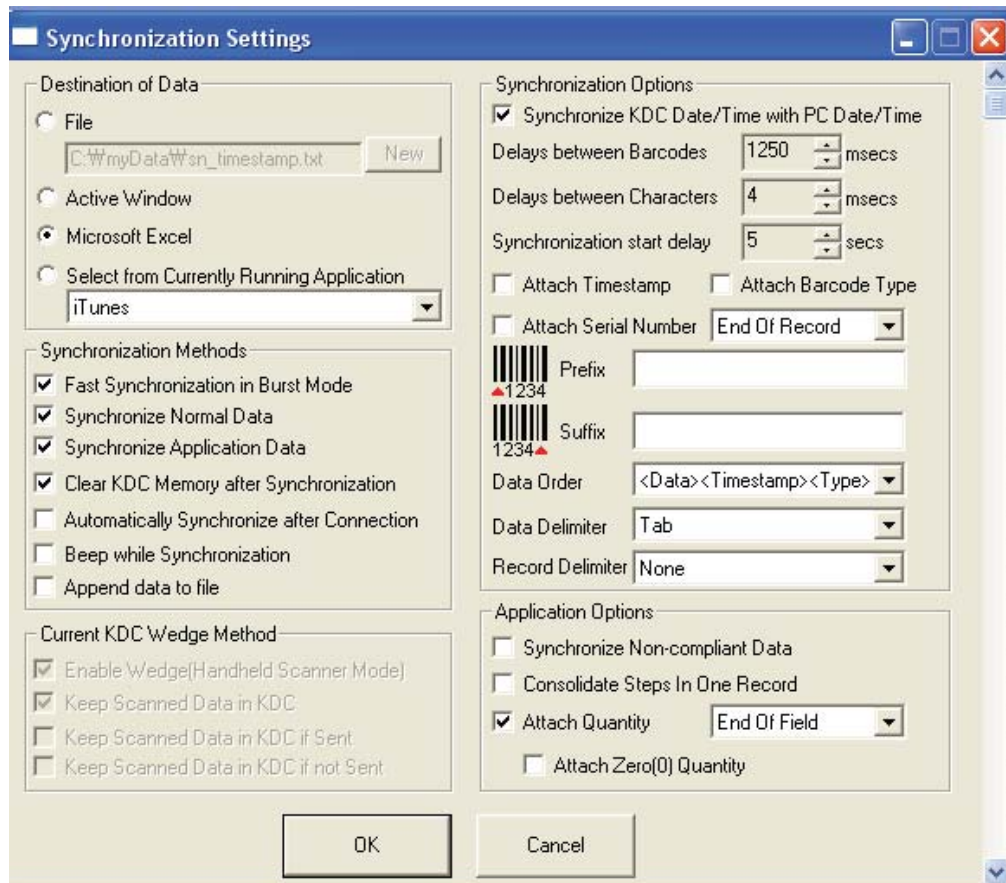 Synchronization Settings
Destination of Data
File
C:₩myData₩sn_timestamp.txt New
Active Window
Microsoft Excel
Select from Currently Running Application
iTunes
Synchronization Methods
Fast Synchronization in Burst Mode
Synchronize Normal Data
Synchronize Application Data
Clear KDC Memory after Synchronization
Automatically Synchronize after Connection
Beep while Synchronization
Append data to file
Current KDC Wedge Method
Enable Wedge(Handheld Scanner Mode)
Keep Scanned Data in KDC
Keep Scanned Data in KDC if Sent
Keep Scanned Data in KDC if not Sent
Synchronization Options
Synchronize KDC Date/Time with PC Date/Time
Delays between Barcodes 1250 msecs
Delays between Characters 4 msecs
Synchronization start delay 5 secs
Attach Timestamp Attach Barcode Type
Attach Serial Number End Of Record
1234 Prefix
1234 Suffix
Data Order <Data><Timestamp><Type>
Data Delimiter Tab
Record Delimiter None
Application Options
Synchronize Non-compliant Data
Consolidate Steps In One Record
Attach Quantity End Of Field
Attach Zero(0) Quantity
OK Cancel